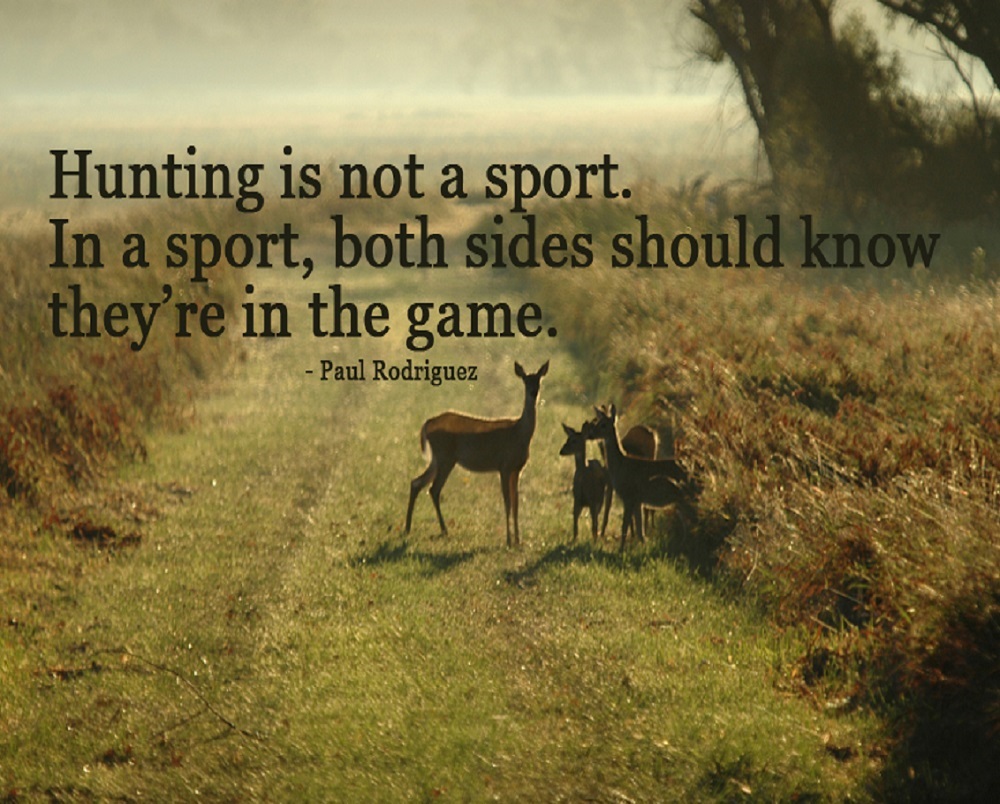 Hunting is not a sport.
In a sport, both sides should know
they’re in the game.
- Paul Rodriguez